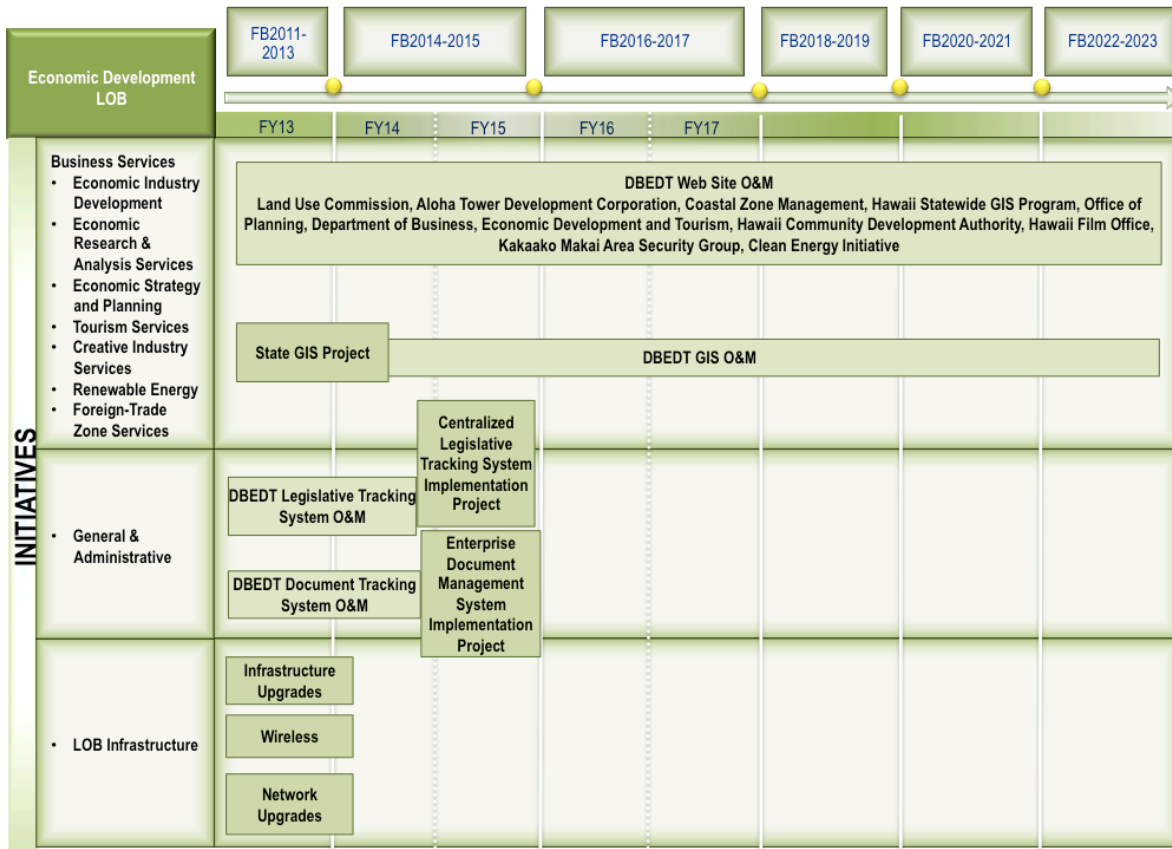 FB2011-
2013
FB2014-2015
FB2016-2017
FB2018-2019
FB2020-2021
FB2022-2023
Economic Development
LOB
FY13
FY14
FY15
FY16
FY17
INITIATIVES
Business Services
• Economic Industry
Development
• Economic
Research &
Analysis Services
• Economic Strategy
and Planning
• Tourism Services
• Creative Industry
Services
• Renewable Energy
• Foreign-Trade
Zone Services
DBEDT Web Site O&M
Land Use Commission, Aloha Tower Development Corporation, Coastal Zone Management, Hawaii Statewide GIS Program, Office of
Planning, Department of Business, Economic Development and Tourism, Hawaii Community Development Authority, Hawaii Film Office,
Kakaako Makai Area Security Group, Clean Energy Initiative
State GIS Project
DBEDT GIS O&M
Centralized
Legislative
Tracking System
Implementation
Project
• General &
Administrative
DBEDT Legislative Tracking
System O&M
DBEDT Document Tracking
System O&M
Enterprise
Document
Management
System
Implementation
Project
• LOB Infrastructure
Infrastructure
Upgrades
Wireless
Network
Upgrades